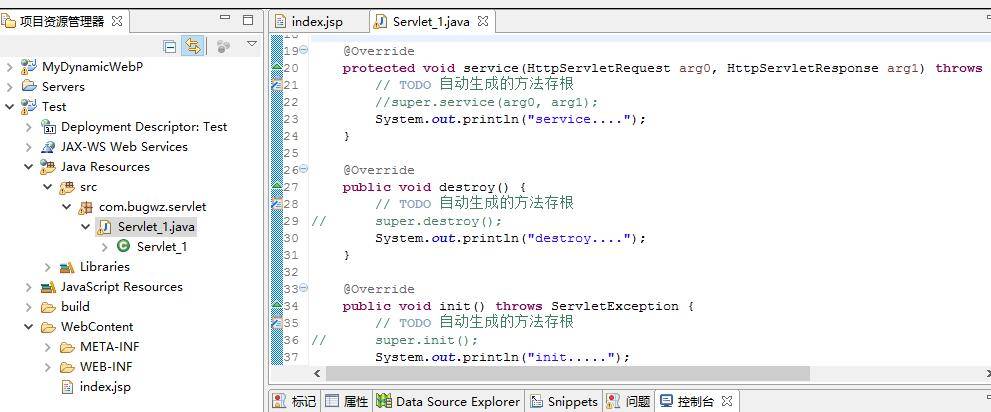 项目资源管理器
MyDynamicWebP
Servers
Test
Deployment Descriptor: Test
JAX-WS Web Services
Java Resources
src
com.bugwz.servlet
Servlet_1.java
Servlet_1
Libraries
JavaScript Resources
build
WebContent
META-INF
WEB-INF
index.jsp
index.jsp Servlet_1.java
19 @Override
20 protected void service(HttpServletRequest arg0, HttpServletResponse arg1) throws
21 // TODO 自动生成的方法存根
22 //super.service(arg0, arg1);
23 System.out.println("service....");
24 }
25
26 @Override
27 public void destroy() {
28 // TODO 自动生成的方法存根
29 // super.destroy();
30 System.out.println("destroy....");
31 }
32
33 @Override
34 public void init() throws ServletException {
35 // TODO 自动生成的方法存根
36 // super.init();
37 System.out.println("init.....");
标记 属性 Data Source Explorer Snippets 问题 控制台